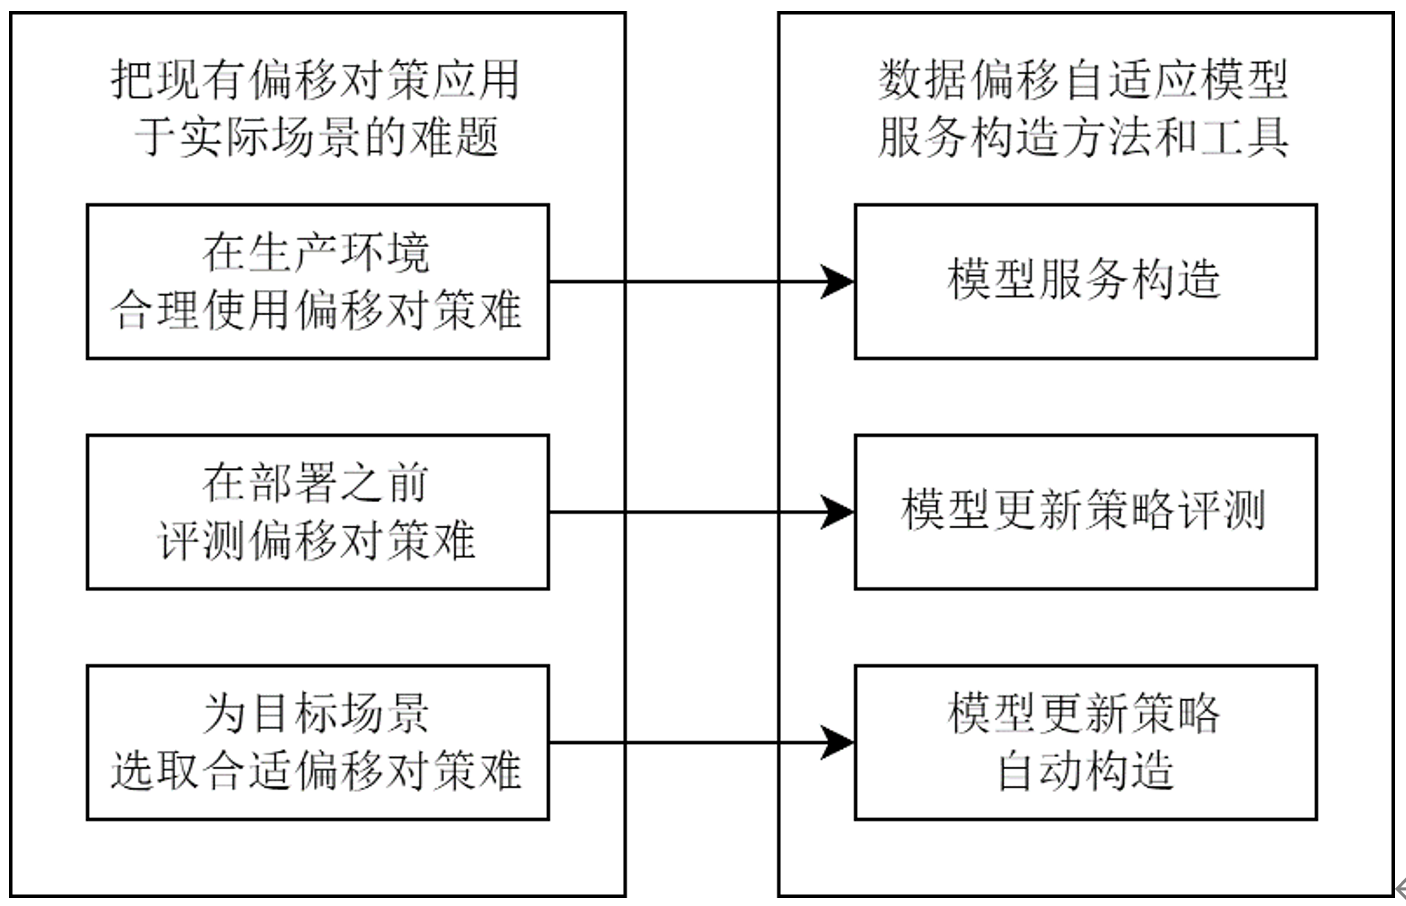 把现有偏移对策应用
于实际场景的难题
在生产环境
合理使用偏移对策难
在部署之前
评测偏移对策难
为目标场景
选取合适偏移对策难
数据偏移自适应模型
服务构造方法和工具
模型服务构造
模型更新策略评测
模型更新策略
自动构造